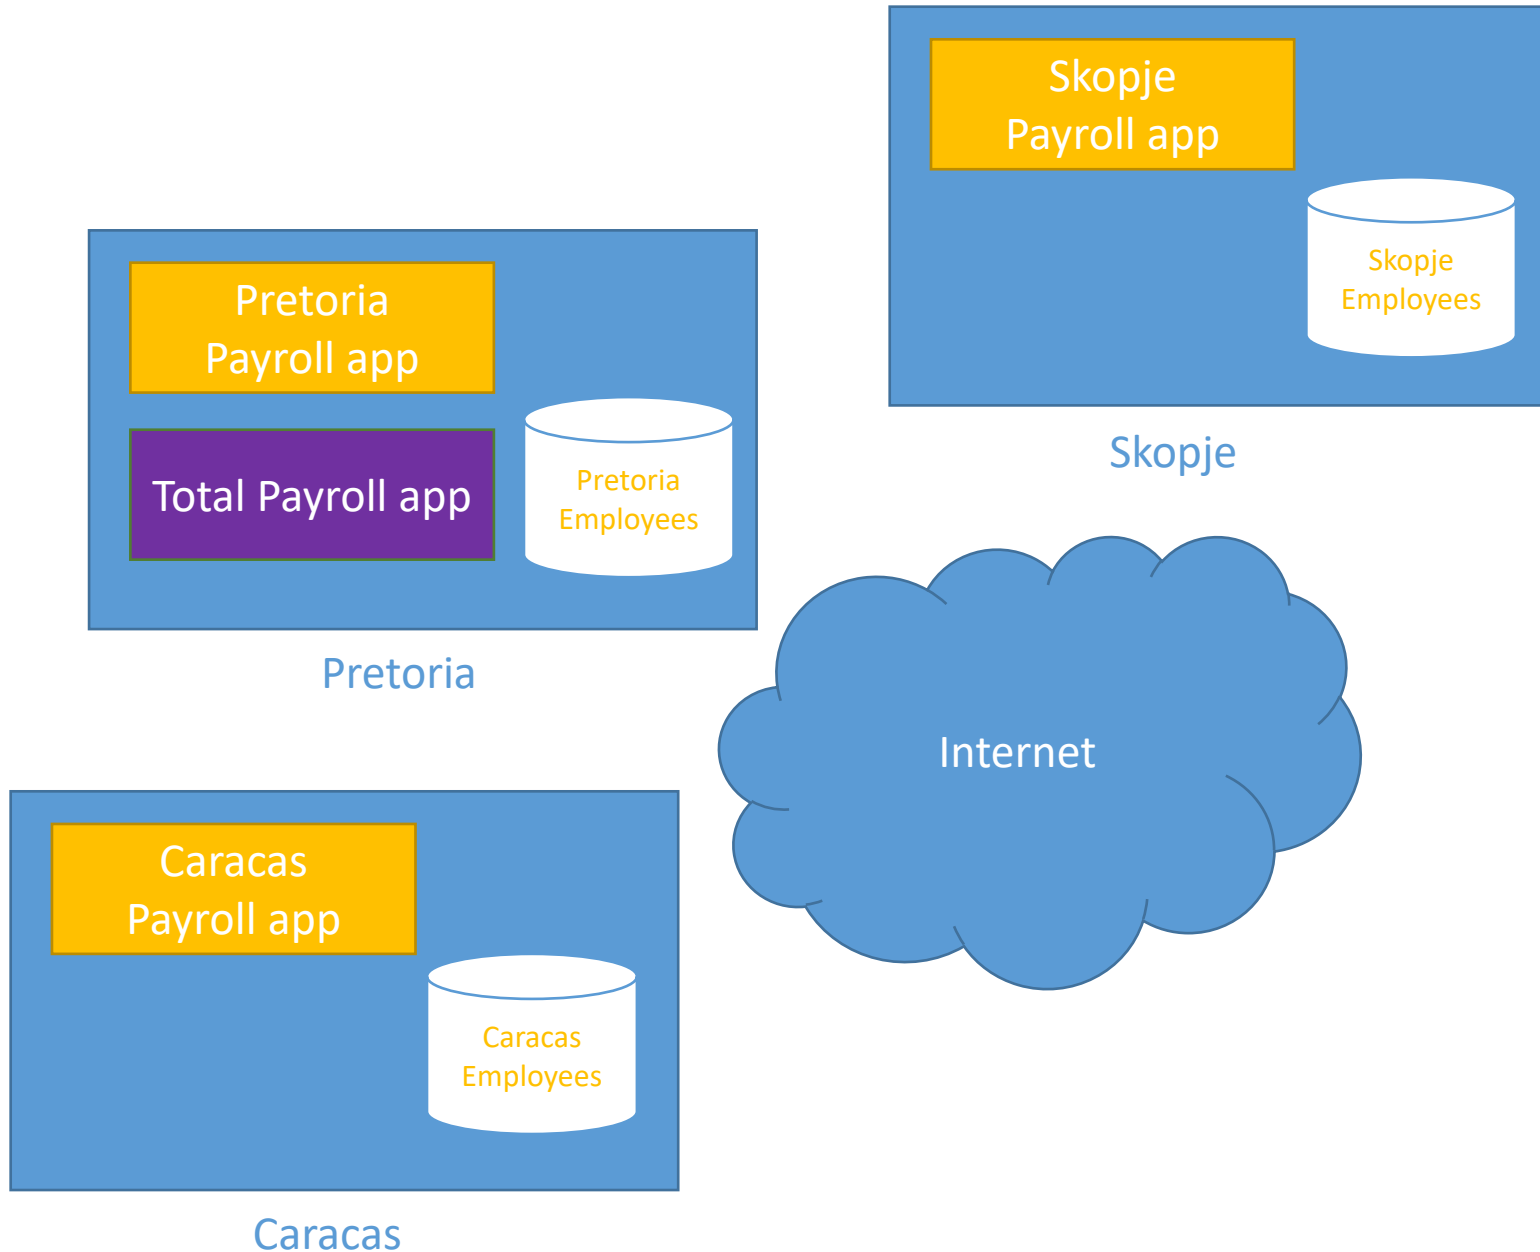 Skopje
Payroll app
Skopje
Employees
Skopje
Pretoria
Payroll app
Total Payroll app
Pretoria
Employees
Pretoria
Internet
Caracas
Payroll app
Caracas
Employees
Caracas